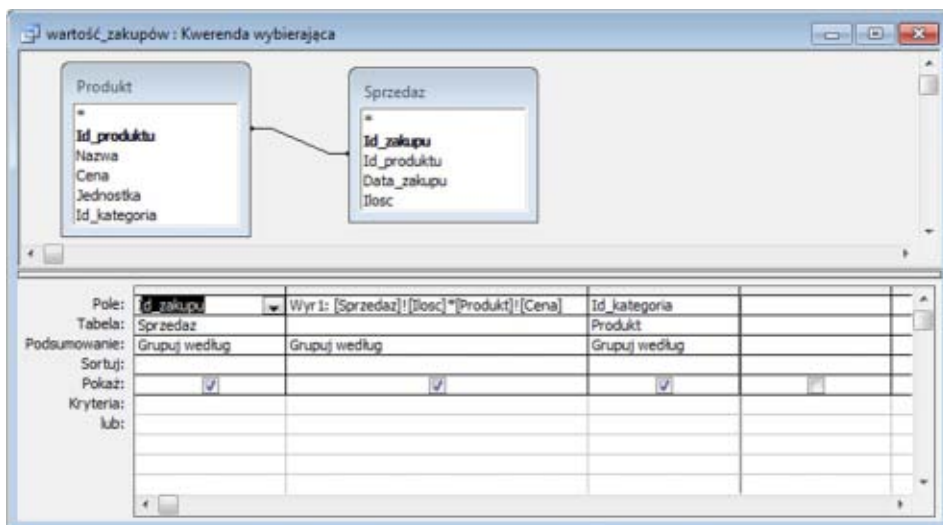 wartość_zakupów : Kwerenda wybierająca
Produkt
*
Id_produktu
Nazwa
Cena
Jednostka
Id_kategoria
Sprzedaz
*
Id_zakupu
Id_produktu
Data_zakupu
Ilosc
Pole: Id_zakupu Wyr1: [Sprzedaz]![Ilosc]*[Produkt]![Cena] Id_kategoria
Tabela: Sprzedaz Produkt
Podsumowanie: Grupuj według Grupuj według Grupuj według
Sortuj:
Pokaż:
Kryteria:
lub: